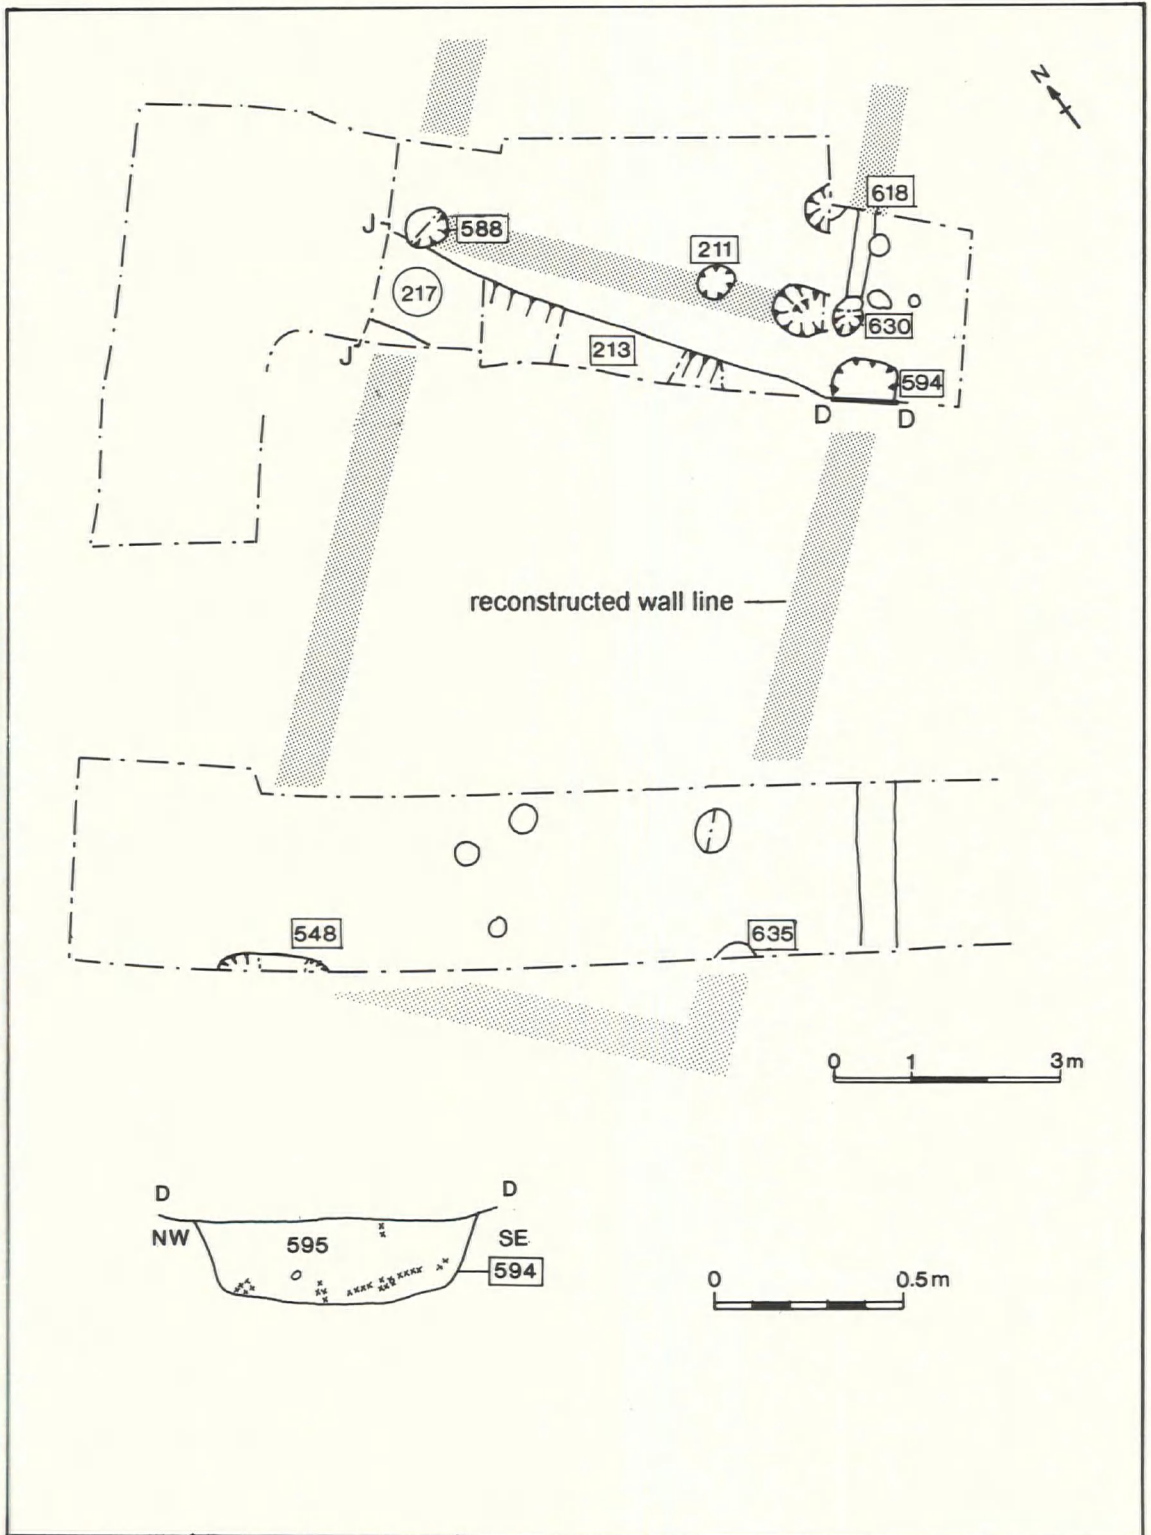 N
618
J
588
211
217
630
213
J
594
D D
reconstructed wall line
548
635
0 1 3m
D D
NW 595 SE
594
0 0.5m